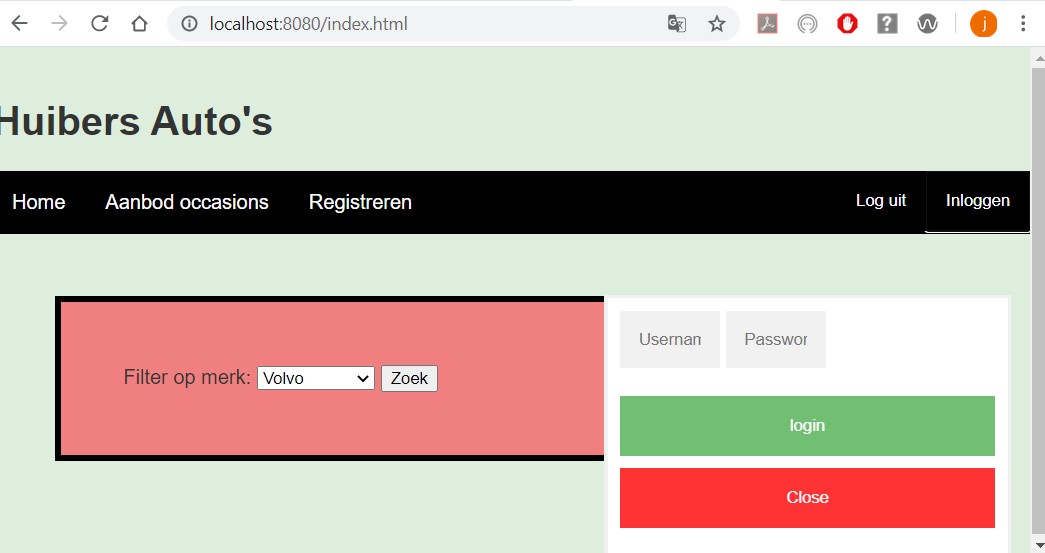 localhost:8080/index.html
j
Huibers Auto's
Home Aanbod occasions Registreren Log uit Inloggen
Usernam Passwor
Filter op merk: Volvo Zoek
login
Close